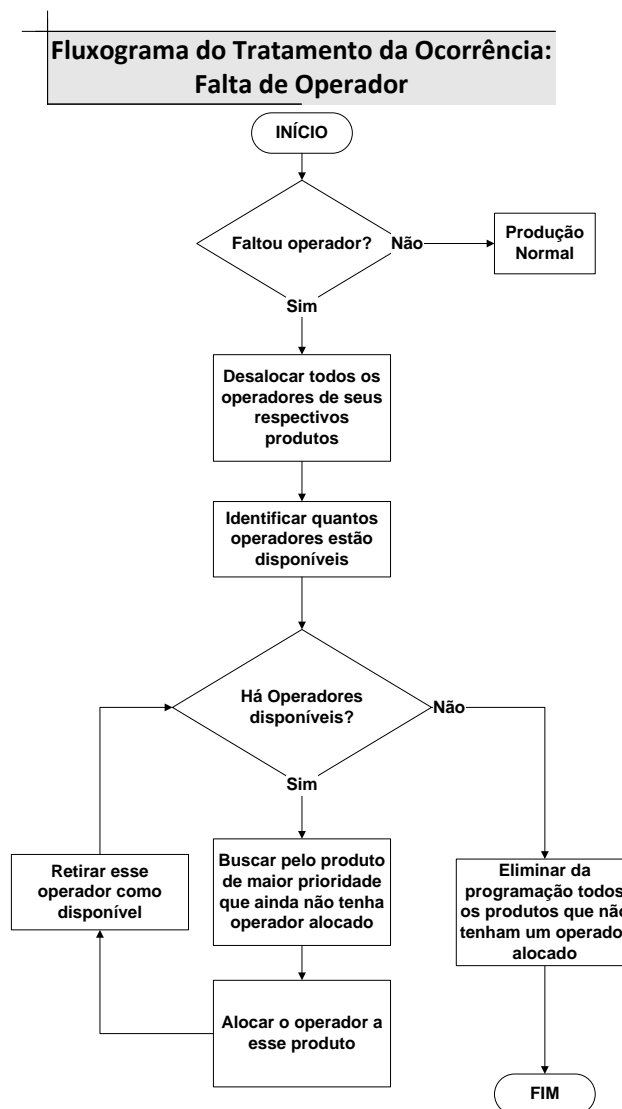 Fluxograma do Tratamento da Ocorrência:
Falta de Operador
INÍCIO
Faltou operador?
Não
Produção
Normal
Sim
Desalocar todos os
operadores de seus
respectivos
produtos
Identificar quantos
operadores estão
disponíveis
Há Operadores
disponíveis?
Não
Sim
Retirar esse
operador como
disponível
Buscar pelo produto
de maior prioridade
que ainda não tenha
operador alocado
Eliminar da
programação todos
os produtos que não
tenham um operador
alocado
Alocar o operador a
esse produto
FIM